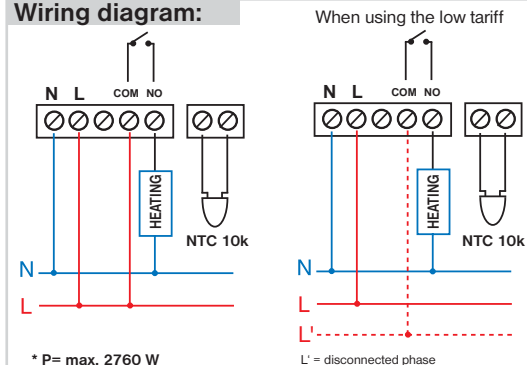 Wiring diagram:
N L COM NO
HEATING
NTC 10k
N
L
* P= max. 2760 W
When using the low tariff
N L COM NO
HEATING
NTC 10k
N
L
L'
L' = disconnected phase